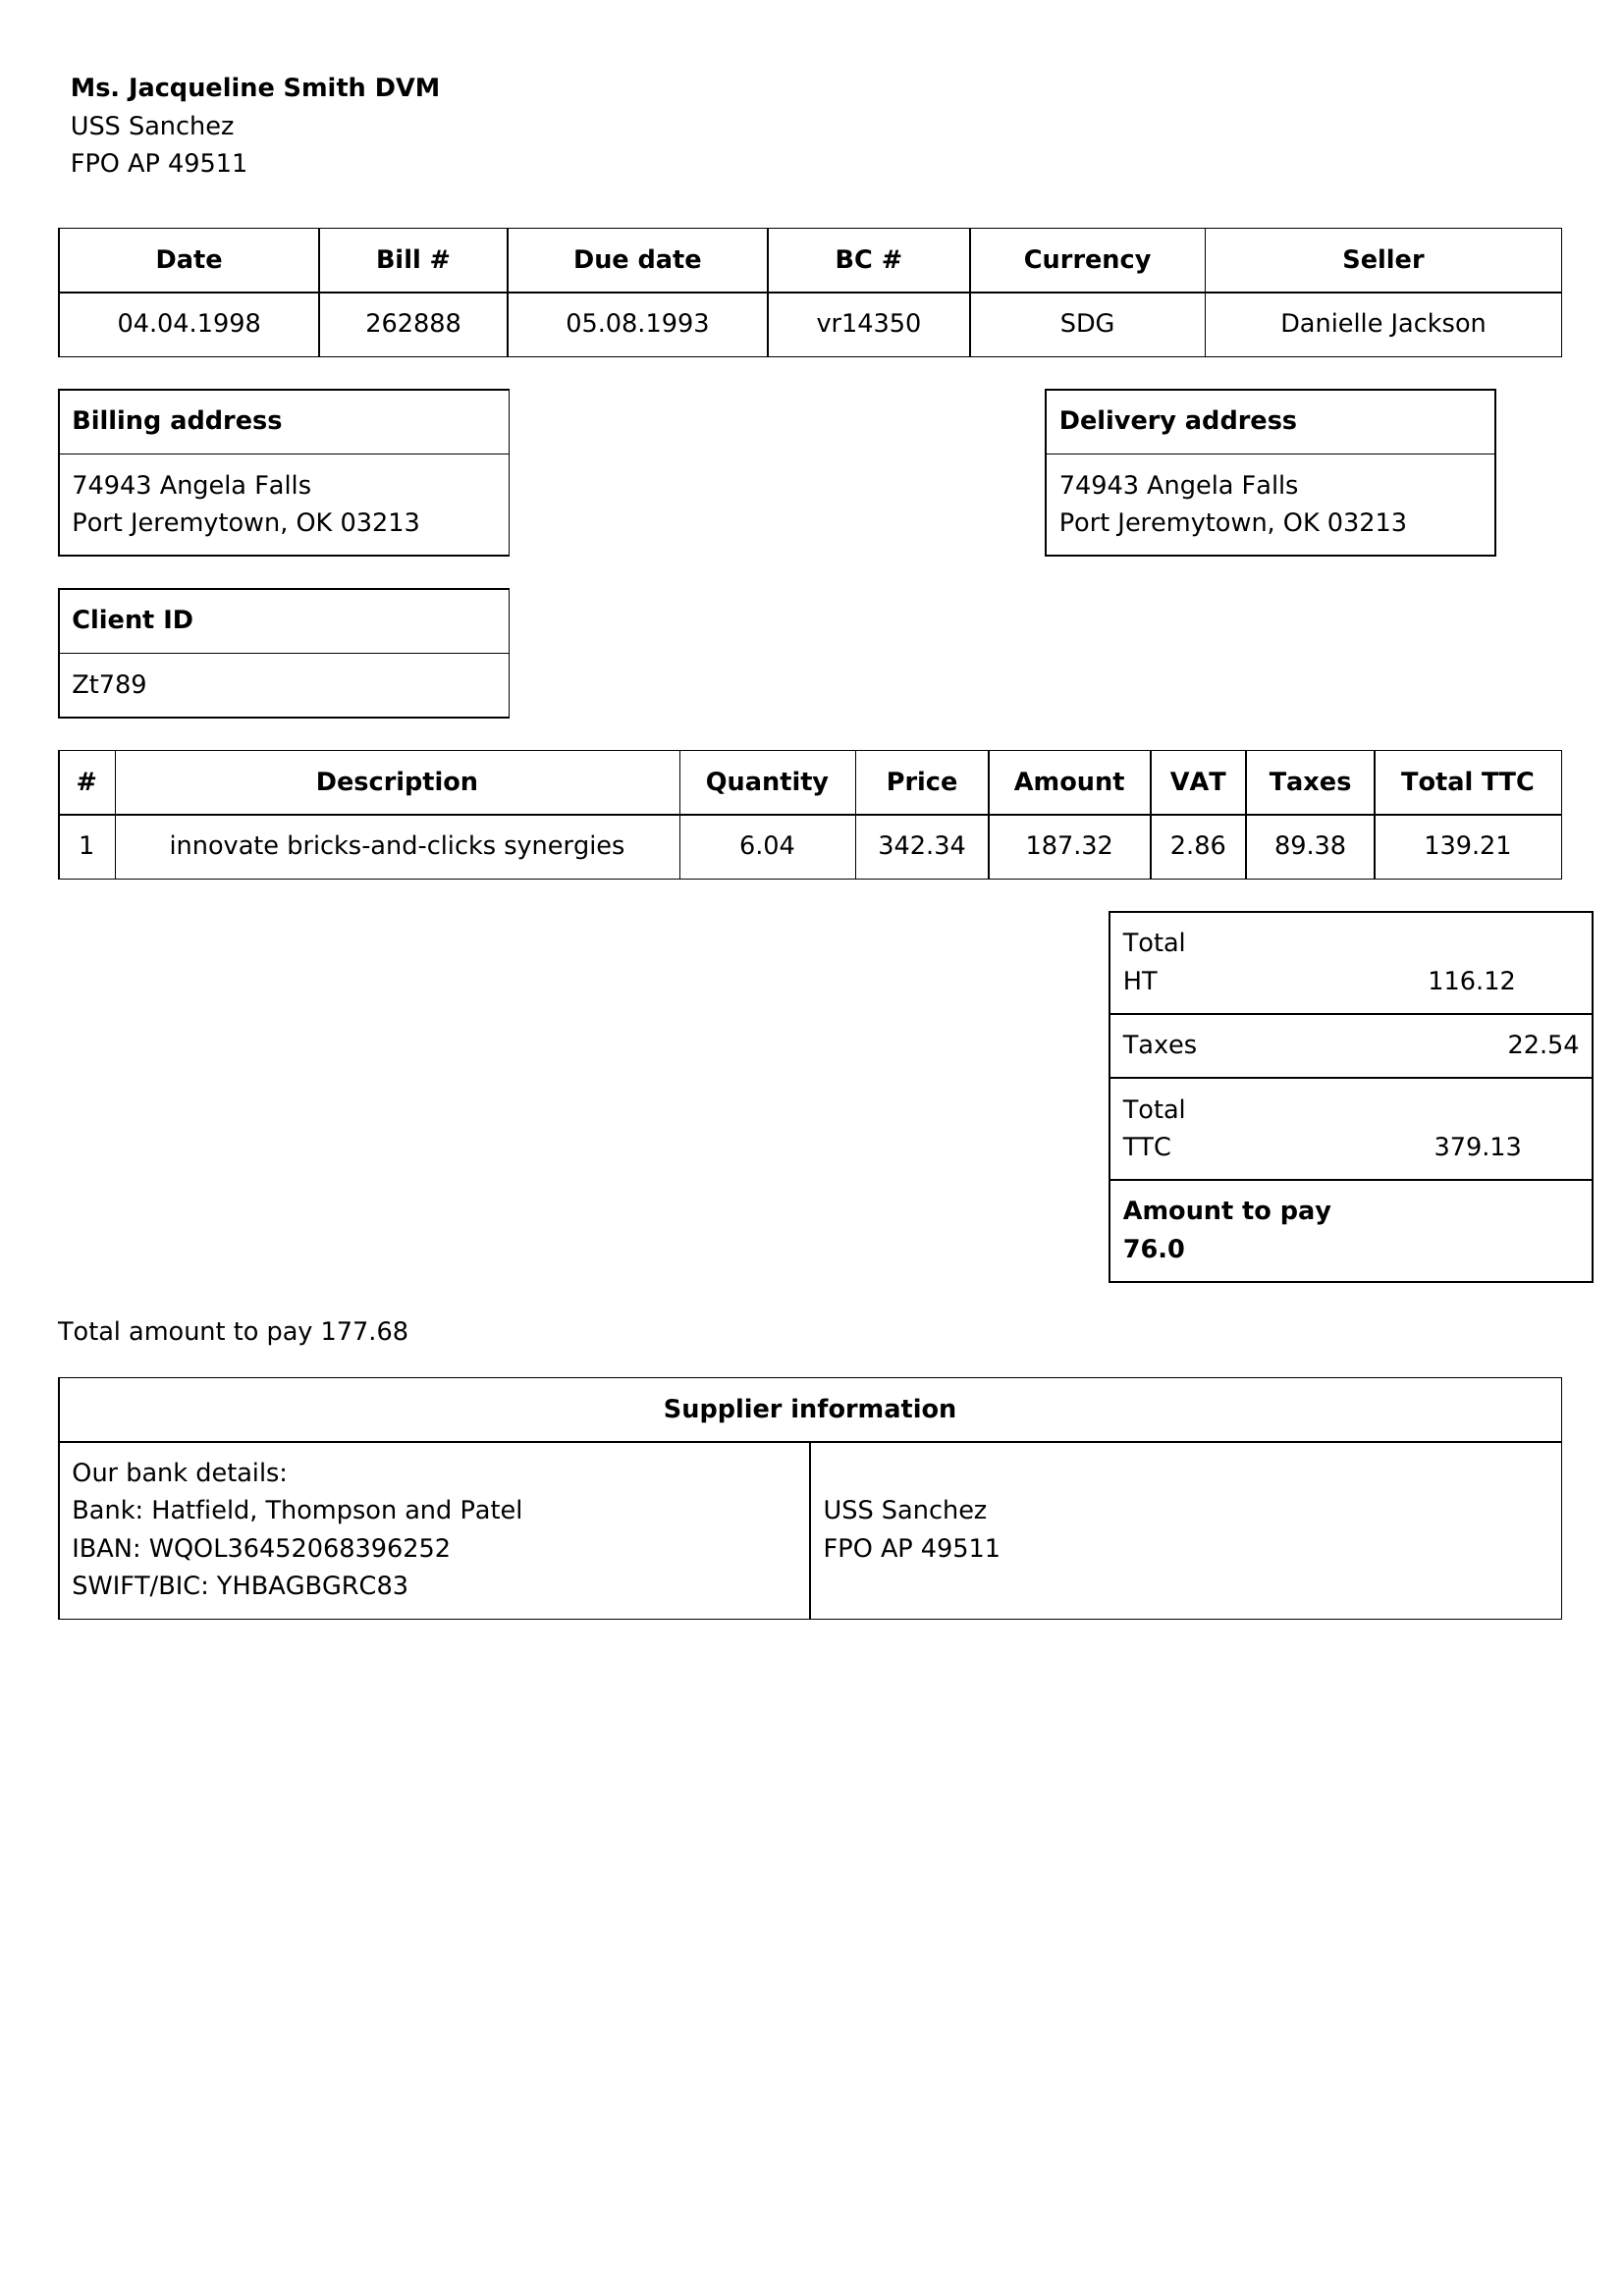 Ms. Jacqueline Smith DVM
USS Sanchez
FPO AP 49511
Date Bill # Due date BC # Currency Seller
04.04.1998 262888 05.08.1993 vr14350 SDG Danielle Jackson
Billing address
74943 Angela Falls
Port Jeremytown, OK 03213
Delivery address
74943 Angela Falls
Port Jeremytown, OK 03213
Client ID
Zt789
# Description Quantity Price Amount VAT Taxes Total TTC
1 innovate bricks-and-clicks synergies 6.04 342.34 187.32 2.86 89.38 139.21
Total
HT 116.12
Taxes 22.54
Total
TTC 379.13
Amount to pay
76.0
Total amount to pay 177.68
Supplier information
Our bank details:
Bank: Hatfield, Thompson and Patel
IBAN: WQOL36452068396252
SWIFT/BIC: YHBAGBGRC83
USS Sanchez
FPO AP 49511